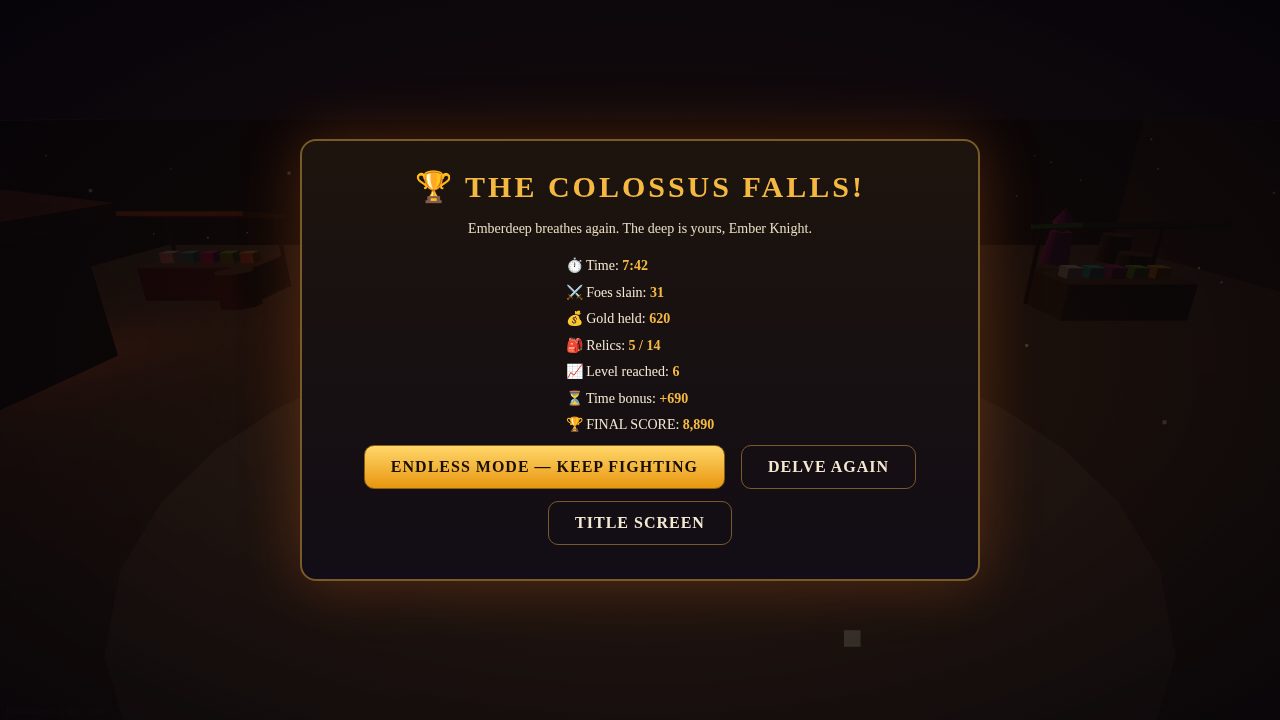 🏆 THE COLOSSUS FALLS!
Emberdeep breathes again. The deep is yours, Ember Knight.
⏱️ Time: 7:42
⚔️ Foes slain: 31
💰 Gold held: 620
🎒 Relics: 5 / 14
📈 Level reached: 6
⏳ Time bonus: +690
🏆 FINAL SCORE: 8,890
ENDLESS MODE — KEEP FIGHTING
DELVE AGAIN
TITLE SCREEN